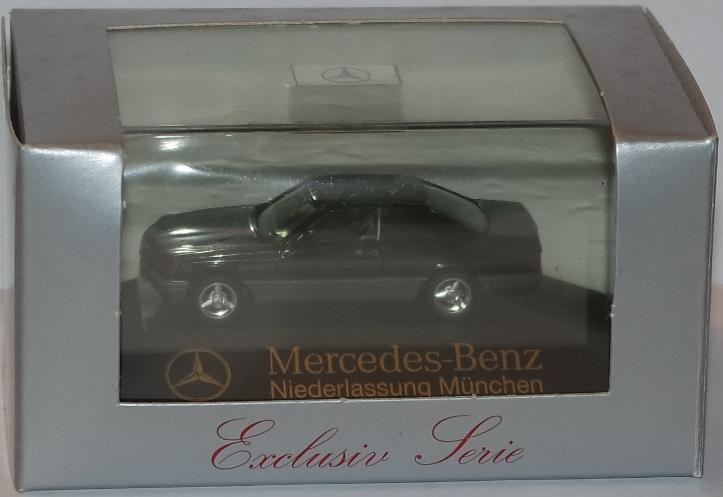 Mercedes-Benz
Niederlassung München
Exclusiv Serie